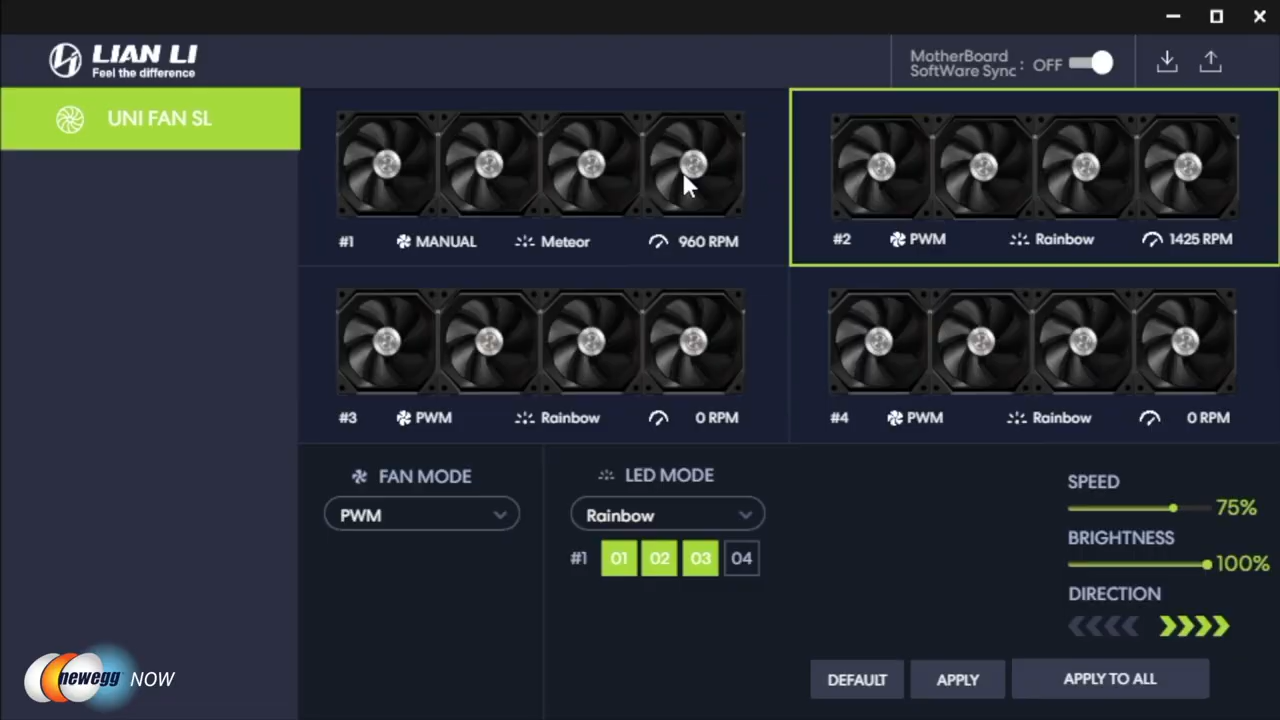 LIAN LI
Feel the difference
MotherBoard
SoftWare Sync : OFF
UNI FAN SL
#1 MANUAL Meteor 960 RPM
#2 PWM Rainbow 1425 RPM
#3 PWM Rainbow 0 RPM
#4 PWM Rainbow 0 RPM
FAN MODE
PWM
LED MODE
Rainbow
#1 01 02 03 04
SPEED
75%
BRIGHTNESS
100%
DIRECTION
DEFAULT APPLY APPLY TO ALL
newegg NOW